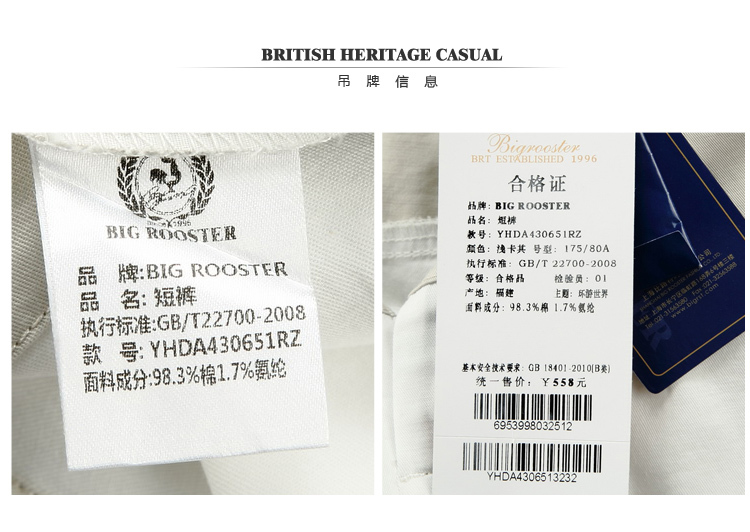 BRITISH HERITAGE CASUAL
吊牌信息
BIG ROOSTER
品 牌:BIG ROOSTER
品 名:短裤
执行标准:GB/T22700-2008
款 号:YHDA430651RZ
面料成分:98.3%棉1.7%氨纶
Bigrooster
BRT ESTABLISHED 1996
合格证
品牌: BIG ROOSTER
品名: 短裤
款号: YHDA430651RZ
颜色: 浅卡其 号型: 175/80A
执行标准: GB/T 22700-2008
等级: 合格品 检验员: 01
产地: 福建 主题: 环游世界
面料成分: 98.3%棉 1.7%氨纶
基本安全技术要求: GB 18401-2010(B类)
统一售价: ¥558元
6953998032512
YHDA4306513232